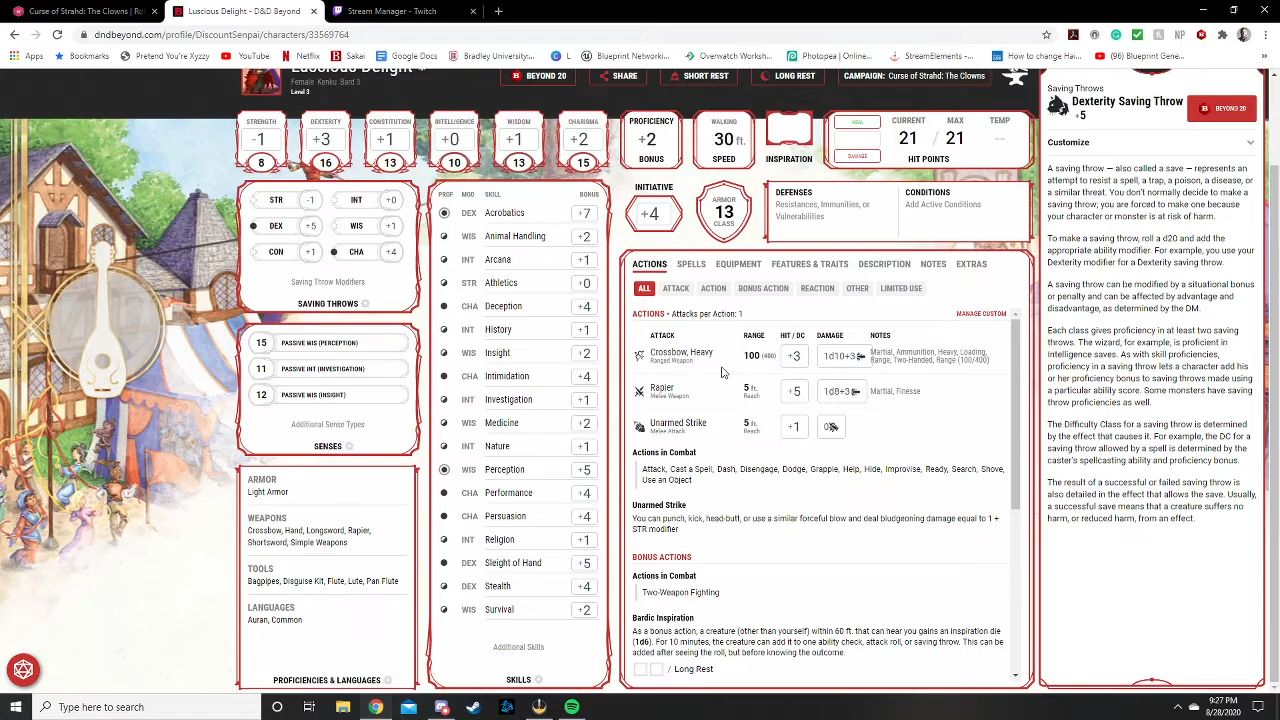 Curse of Strahd: The Clowns | Ro
Luscious Delight - D&D Beyond
Stream Manager - Twitch
dndbeyond.com/profile/DiscountSenpai/characters/33569764
Apps
Bookmarks
Pretend You're Xyzzy
YouTube
Netflix
Sakai
Google Docs
Bradley University:...
C L
Blueprint Networki...
Overwatch Worksh...
Photopea | Online...
StreamElements -...
How to change Hai...
(96) Blueprint Gene...
Luscious Delight
Female Kenku Bard 3
Level 3
BEYOND 20
SHARE
SHORT REST
LONG REST
CAMPAIGN: Curse of Strahd: The Clowns
STRENGTH
-1
8
DEXTERITY
+3
16
CONSTITUTION
+1
13
INTELLIGENCE
+0
10
WISDOM
+1
13
CHARISMA
+2
15
PROFICIENCY
+2
BONUS
WALKING
30 ft.
SPEED
INSPIRATION
HEAL
DAMAGE
CURRENT MAX TEMP
21 / 21 --
HIT POINTS
STR -1 INT +0
DEX +5 WIS +1
CON +1 CHA +4
Saving Throw Modifiers
SAVING THROWS
15 PASSIVE WIS (PERCEPTION)
11 PASSIVE INT (INVESTIGATION)
12 PASSIVE WIS (INSIGHT)
Additional Sense Types
SENSES
ARMOR
Light Armor
WEAPONS
Crossbow, Hand, Longsword, Rapier,
Shortsword, Simple Weapons
TOOLS
Bagpipes, Disguise Kit, Flute, Lute, Pan Flute
LANGUAGES
Auran, Common
PROFICIENCIES & LANGUAGES
PROF MOD SKILL BONUS
DEX Acrobatics +7
WIS Animal Handling +2
INT Arcana +1
STR Athletics +0
CHA Deception +4
INT History +1
WIS Insight +2
CHA Intimidation +4
INT Investigation +1
WIS Medicine +2
INT Nature +1
WIS Perception +5
CHA Performance +4
CHA Persuasion +4
INT Religion +1
DEX Sleight of Hand +5
DEX Stealth +4
WIS Survival +2
Additional Skills
SKILLS
INITIATIVE
+4
ARMOR
13
CLASS
DEFENSES
Resistances, Immunities, or
Vulnerabilities
CONDITIONS
Add Active Conditions
ACTIONS SPELLS EQUIPMENT FEATURES & TRAITS DESCRIPTION NOTES EXTRAS
ALL ATTACK ACTION BONUS ACTION REACTION OTHER LIMITED USE
ACTIONS • Attacks per Action: 1 MANAGE CUSTOM
ATTACK RANGE HIT / DC DAMAGE NOTES
Crossbow, Heavy
Ranged Weapon
100 (400) +3 1d10+3
Martial, Ammunition, Heavy, Loading,
Range, Two-Handed, Range (100/400)
Rapier
Melee Weapon
5 ft.
Reach
+5 1d8+3 Martial, Finesse
Unarmed Strike
Melee Attack
5 ft.
Reach
+1 0
Actions in Combat
Attack, Cast a Spell, Dash, Disengage, Dodge, Grapple, Help, Hide, Improvise, Ready, Search, Shove,
Use an Object
Unarmed Strike
You can punch, kick, head-butt, or use a similar forceful blow and deal bludgeoning damage equal to 1 +
STR modifier
BONUS ACTIONS
Actions in Combat
Two-Weapon Fighting
Bardic Inspiration
As a bonus action, a creature (other than yourself) within 60 ft. that can hear you gains an inspiration die
(1d6). For 10 minutes, the creature can add it to one ability check, attack roll, or saving throw. This can be
added after seeing the roll, but before knowing the outcome.
/ Long Rest
Saving Throws
Dexterity Saving Throw
+5
BEYOND 20
Customize
A saving throw — also called a save — represents an
attempt to resist a spell, a trap, a poison, a disease, or
a similar threat. You don't normally decide to make a
saving throw; you are forced to make one because
your character or monster is at risk of harm.
To make a saving throw, roll a d20 and add the
appropriate ability modifier. For example, you use your
Dexterity modifier for a Dexterity saving throw.
A saving throw can be modified by a situational bonus
or penalty and can be affected by advantage and
disadvantage, as determined by the DM.
Each class gives proficiency in at least two saving
throws. The wizard, for example, is proficient in
Intelligence saves. As with skill proficiencies,
proficiency in a saving throw lets a character add his
or her proficiency bonus to saving throws made using
a particular ability score. Some monsters have saving
throw proficiencies as well.
The Difficulty Class for a saving throw is determined
by the effect that causes it. For example, the DC for a
saving throw allowed by a spell is determined by the
caster's spellcasting ability and proficiency bonus.
The result of a successful or failed saving throw is
also detailed in the effect that allows the save. Usually,
a successful save means that a creature suffers no
harm, or reduced harm, from an effect.
Type here to search
9:27 PM
8/28/2020